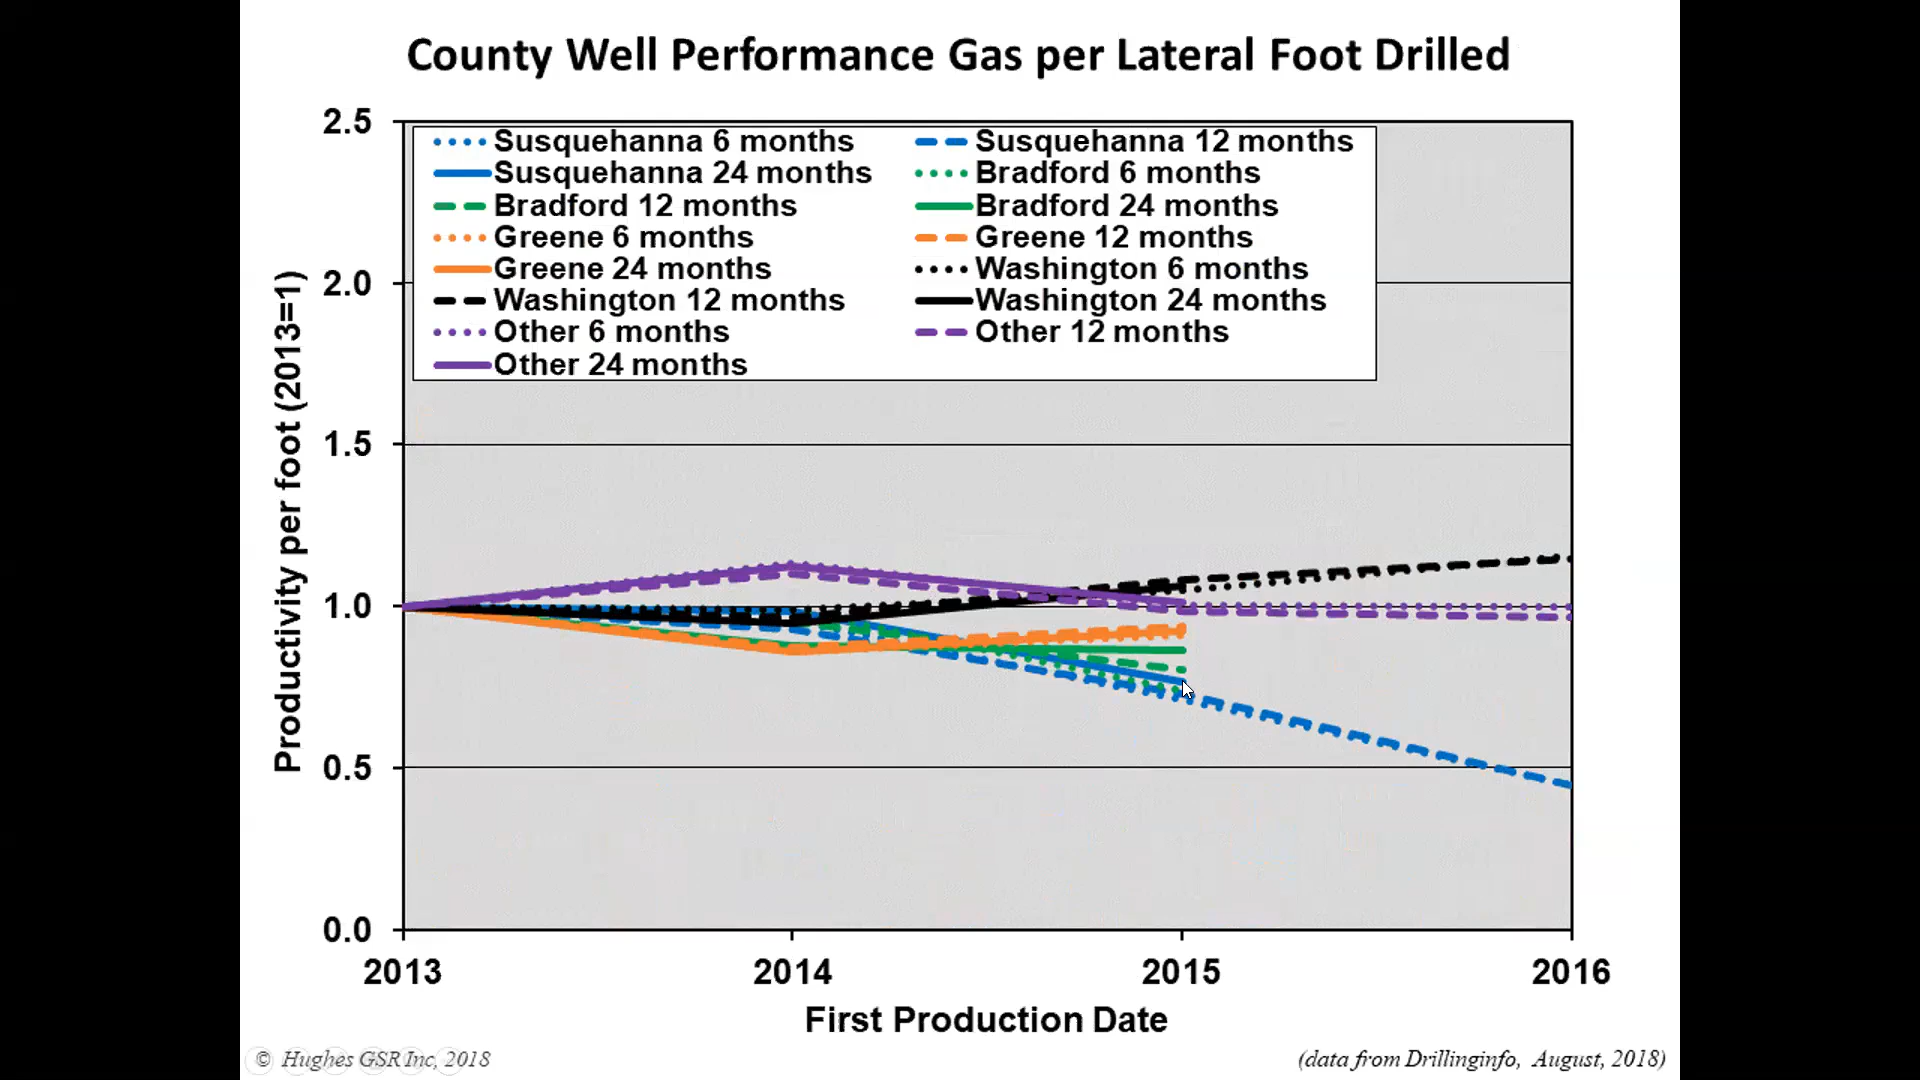 County Well Performance Gas per Lateral Foot Drilled
Productivity per foot (2013=1)
2.5
2.0
1.5
1.0
0.5
0.0
Susquehanna 6 months
Susquehanna 12 months
Susquehanna 24 months
Bradford 6 months
Bradford 12 months
Bradford 24 months
Greene 6 months
Greene 12 months
Greene 24 months
Washington 6 months
Washington 12 months
Washington 24 months
Other 6 months
Other 12 months
Other 24 months
2013 2014 2015 2016
First Production Date
© Hughes GSR Inc, 2018
(data from Drillinginfo, August, 2018)